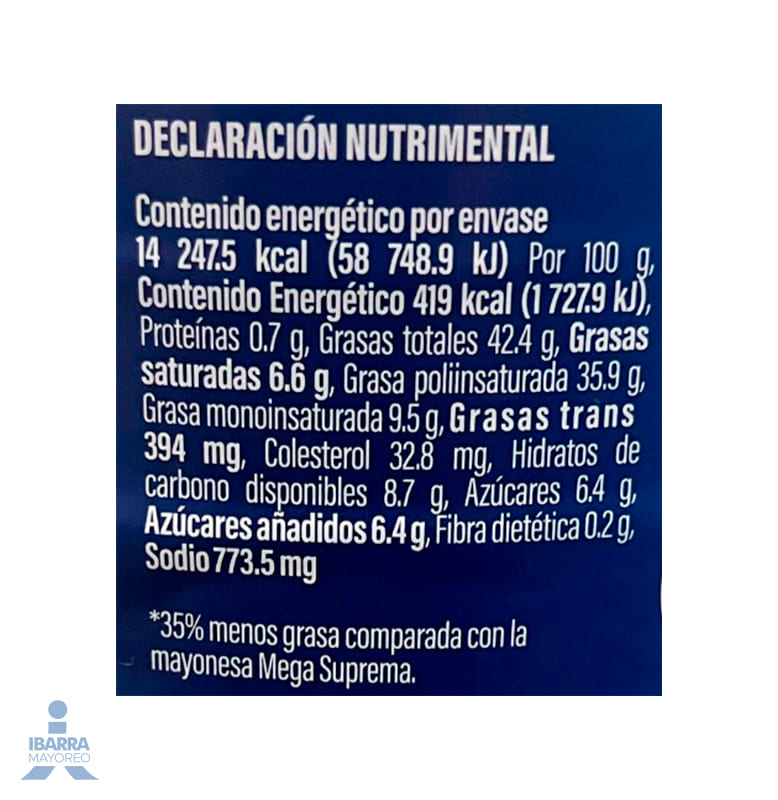 DECLARACIÓN NUTRIMENTAL
Contenido energético por envase
14 247.5 kcal (58 748.9 kJ) Por 100 g,
Contenido Energético 419 kcal (1 727.9 kJ),
Proteínas 0.7 g, Grasas totales 42.4 g, Grasas
saturadas 6.6 g, Grasa poliinsaturada 35.9 g,
Grasa monoinsaturada 9.5 g, Grasas trans
394 mg, Colesterol 32.8 mg, Hidratos de
carbono disponibles 8.7 g, Azúcares 6.4 g,
Azúcares añadidos 6.4 g, Fibra dietética 0.2 g,
Sodio 773.5 mg
*35% menos grasa comparada con la
mayonesa Mega Suprema.
IBARRA
MAYOREO